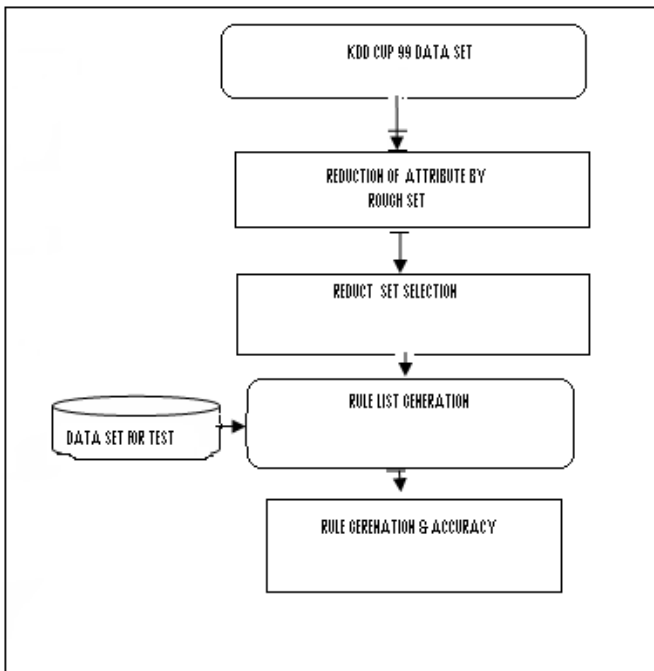 KDD CUP 99 DATA SET
REDUCTION OF ATTRIBUTE BY
ROUGH SET
REDUCT SET SELECTION
RULE LIST GENERATION
DATA SET FOR TEST
RULE GERENATION & ACCURACY